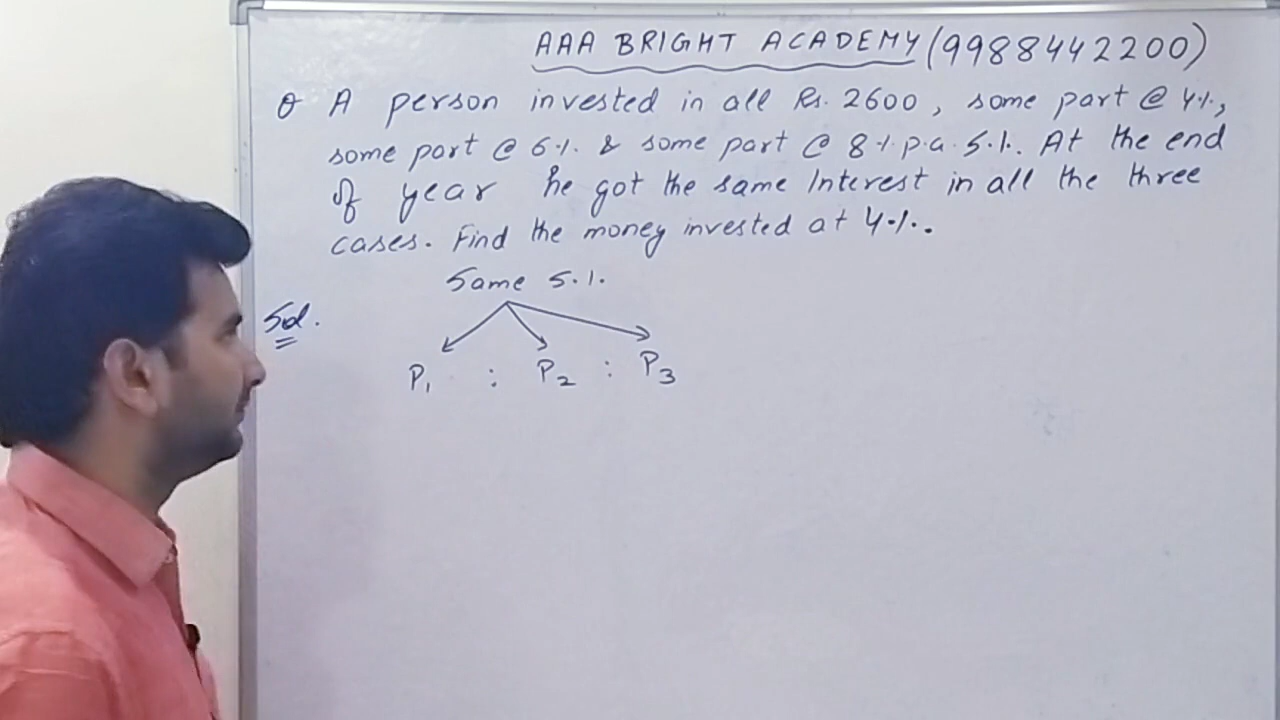 AAA BRIGHT ACADEMY (9988442200)
Q A person invested in all Rs. 2600, some part @ 4%,
some part @ 6% & some part @ 8% p.a. S.I. At the end
of year he got the same Interest in all the three
cases. Find the money invested at 4%.
Same S.I.
Sol.
P₁ : P₂ : P₃